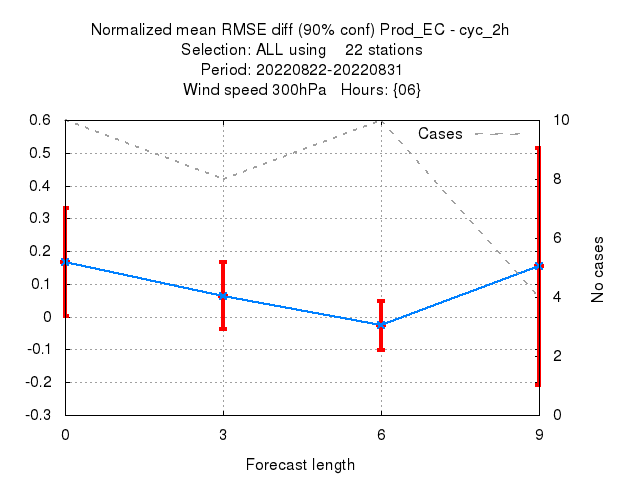 Normalized mean RMSE diff (90% conf) Prod_EC - cyc_2h
Selection: ALL using    22 stations
Period: 20220822-20220831
Wind speed 300hPa   Hours: {06}
Cases
0.6
0.5
0.4
0.3
0.2
0.1
0
-0.1
-0.2
-0.3
10
8
6
4
2
0
No cases
0
3
6
9
Forecast length